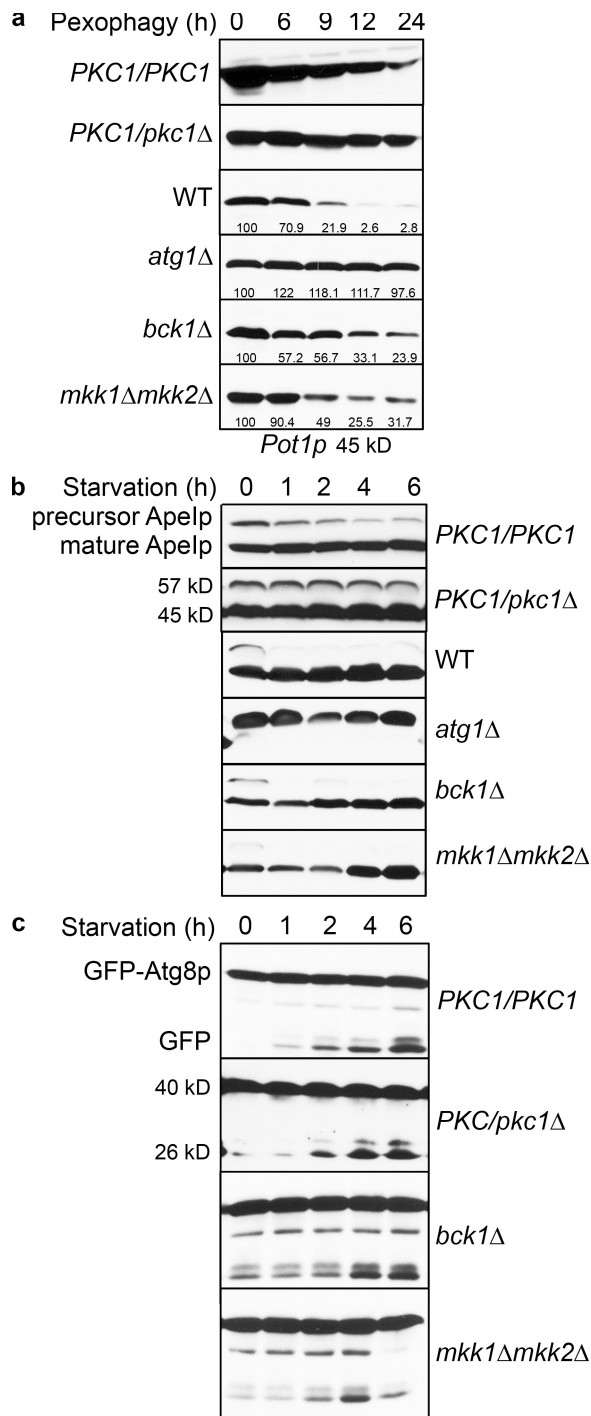 a Pexophagy (h) 0 6 9 12 24
PKC1/PKC1
PKC1/pkc1Δ
WT
100 70.9 21.9 2.6 2.8
atg1Δ
100 122 118.1 111.7 97.6
bck1Δ
100 57.2 56.7 33.1 23.9
mkk1Δmkk2Δ
100 90.4 49 25.5 31.7
Pot1p 45 kD
b Starvation (h) 0 1 2 4 6
precursor ApeIp
mature ApeIp
PKC1/PKC1
57 kD
45 kD
PKC1/pkc1Δ
WT
atg1Δ
bck1Δ
mkk1Δmkk2Δ
c Starvation (h) 0 1 2 4 6
GFP-Atg8p
PKC1/PKC1
GFP
40 kD
PKC/pkc1Δ
26 kD
bck1Δ
mkk1Δmkk2Δ